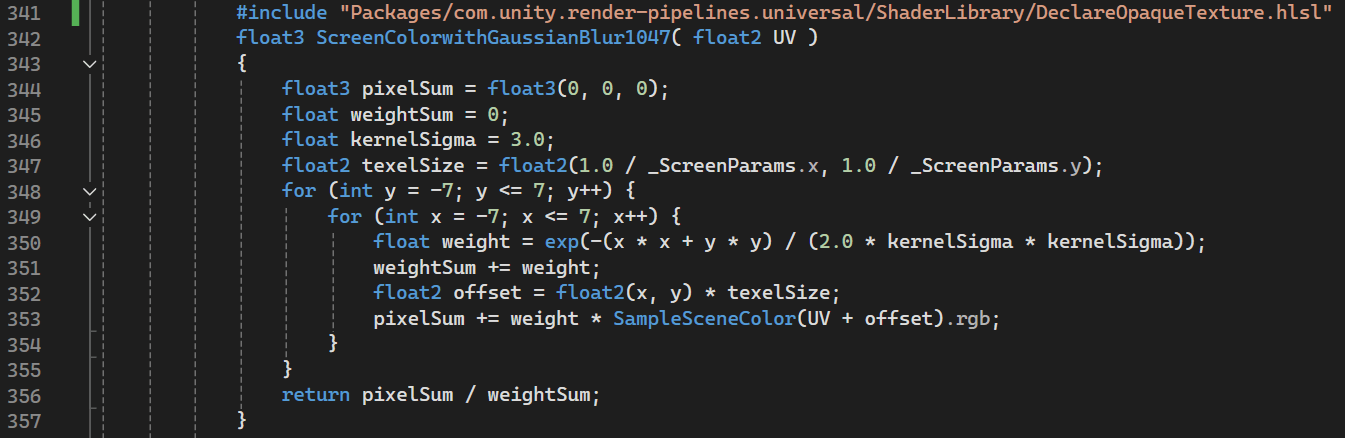 341 #include "Packages/com.unity.render-pipelines.universal/ShaderLibrary/DeclareOpaqueTexture.hlsl"
342 float3 ScreenColorwithGaussianBlur1047( float2 UV )
343 {
344 float3 pixelSum = float3(0, 0, 0);
345 float weightSum = 0;
346 float kernelSigma = 3.0;
347 float2 texelSize = float2(1.0 / _ScreenParams.x, 1.0 / _ScreenParams.y);
348 for (int y = -7; y <= 7; y++) {
349 for (int x = -7; x <= 7; x++) {
350 float weight = exp(-(x * x + y * y) / (2.0 * kernelSigma * kernelSigma));
351 weightSum += weight;
352 float2 offset = float2(x, y) * texelSize;
353 pixelSum += weight * SampleSceneColor(UV + offset).rgb;
354 }
355 }
356 return pixelSum / weightSum;
357 }